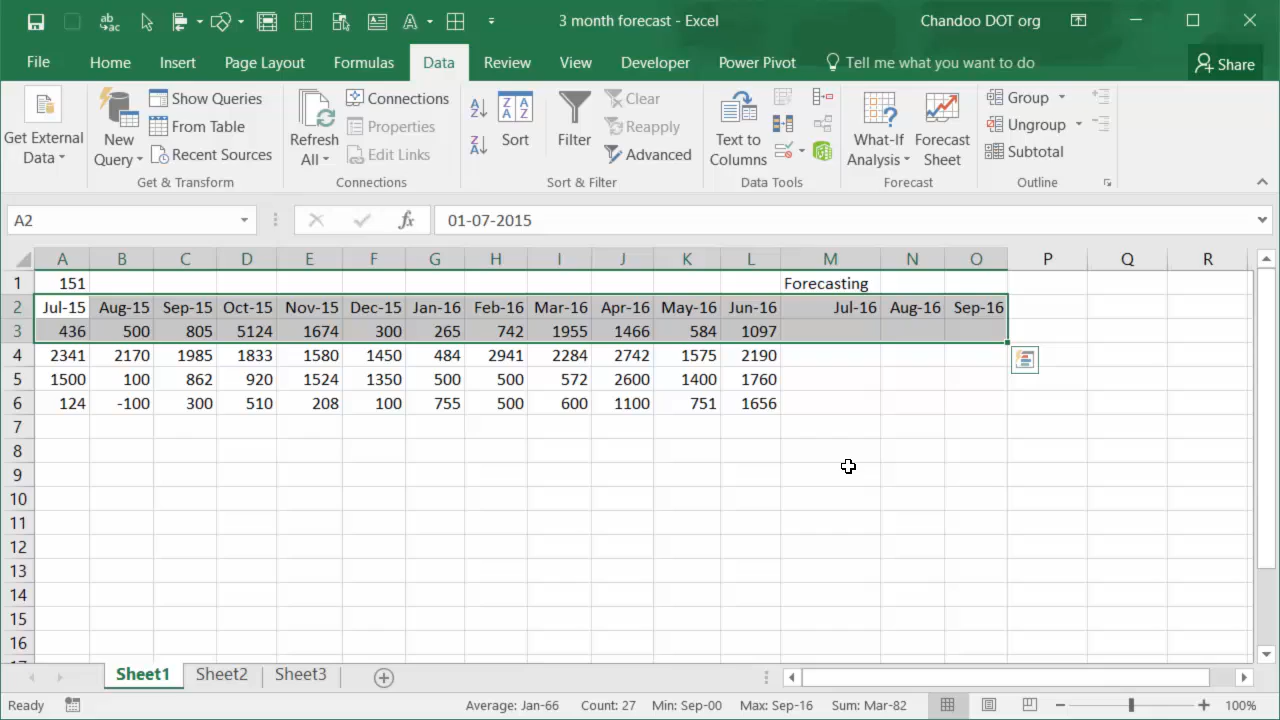 ab
ac
A
3 month forecast - Excel
Chandoo DOT org
File Home Insert Page Layout Formulas Data Review View Developer Power Pivot Tell me what you want to do Share
Get External
Data
New
Query
Show Queries
From Table
Recent Sources
Get & Transform
Refresh
All
Connections
Properties
Edit Links
Connections
Sort
Filter
Clear
Reapply
Advanced
Sort & Filter
Text to
Columns
Data Tools
What-If
Analysis
Forecast
Sheet
Forecast
Group
Ungroup
Subtotal
Outline
A2 fx 01-07-2015
A B C D E F G H I J K L M N O P Q R
1 151 Forecasting
2 Jul-15 Aug-15 Sep-15 Oct-15 Nov-15 Dec-15 Jan-16 Feb-16 Mar-16 Apr-16 May-16 Jun-16 Jul-16 Aug-16 Sep-16
3 436 500 805 5124 1674 300 265 742 1955 1466 584 1097
4 2341 2170 1985 1833 1580 1450 484 2941 2284 2742 1575 2190
5 1500 100 862 920 1524 1350 500 500 572 2600 1400 1760
6 124 -100 300 510 208 100 755 500 600 1100 751 1656
7
8
9
10
11
12
13
14
15
16
Sheet1 Sheet2 Sheet3
Ready Average: Jan-66 Count: 27 Min: Sep-00 Max: Sep-16 Sum: Mar-82 100%